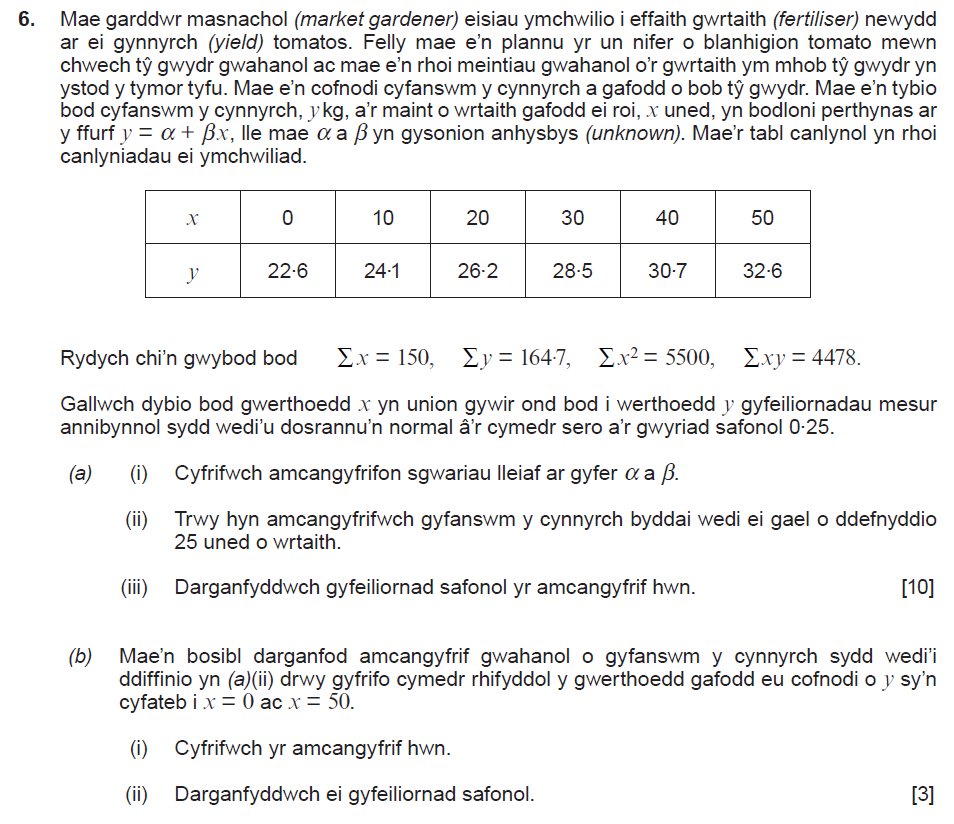 6. Mae garddwr masnachol (market gardener) eisiau ymchwilio i effaith gwrtaith (fertiliser) newydd
ar ei gynnyrch (yield) tomatos. Felly mae e'n plannu yr un nifer o blanhigion tomato mewn
chwech tŷ gwydr gwahanol ac mae e'n rhoi meintiau gwahanol o'r gwrtaith ym mhob tŷ gwydr yn
ystod y tymor tyfu. Mae e'n cofnodi cyfanswm y cynnyrch a gafodd o bob tŷ gwydr. Mae e'n tybio
bod cyfanswm y cynnyrch, y kg, a'r maint o wrtaith gafodd ei roi, x uned, yn bodloni perthynas ar
y ffurf y = α + βx, lle mae α a β yn gysonion anhysbys (unknown). Mae'r tabl canlynol yn rhoi
canlyniadau ei ymchwiliad.
x 0 10 20 30 40 50
y 22·6 24·1 26·2 28·5 30·7 32·6
Rydych chi'n gwybod bod ∑x = 150, ∑y = 164·7, ∑x² = 5500, ∑xy = 4478.
Gallwch dybio bod gwerthoedd x yn union gywir ond bod i werthoedd y gyfeiliornadau mesur
annibynnol sydd wedi'u dosrannu'n normal â'r cymedr sero a'r gwyriad safonol 0·25.
(a) (i) Cyfrifwch amcangyfrifon sgwariau lleiaf ar gyfer α a β.
(ii) Trwy hyn amcangyfrifwch gyfanswm y cynnyrch byddai wedi ei gael o ddefnyddio
25 uned o wrtaith.
(iii) Darganfyddwch gyfeiliornad safonol yr amcangyfrif hwn. [10]
(b) Mae'n bosibl darganfod amcangyfrif gwahanol o gyfanswm y cynnyrch sydd wedi'i
ddiffinio yn (a)(ii) drwy gyfrifo cymedr rhifyddol y gwerthoedd gafodd eu cofnodi o y sy'n
cyfateb i x = 0 ac x = 50.
(i) Cyfrifwch yr amcangyfrif hwn.
(ii) Darganfyddwch ei gyfeiliornad safonol. [3]